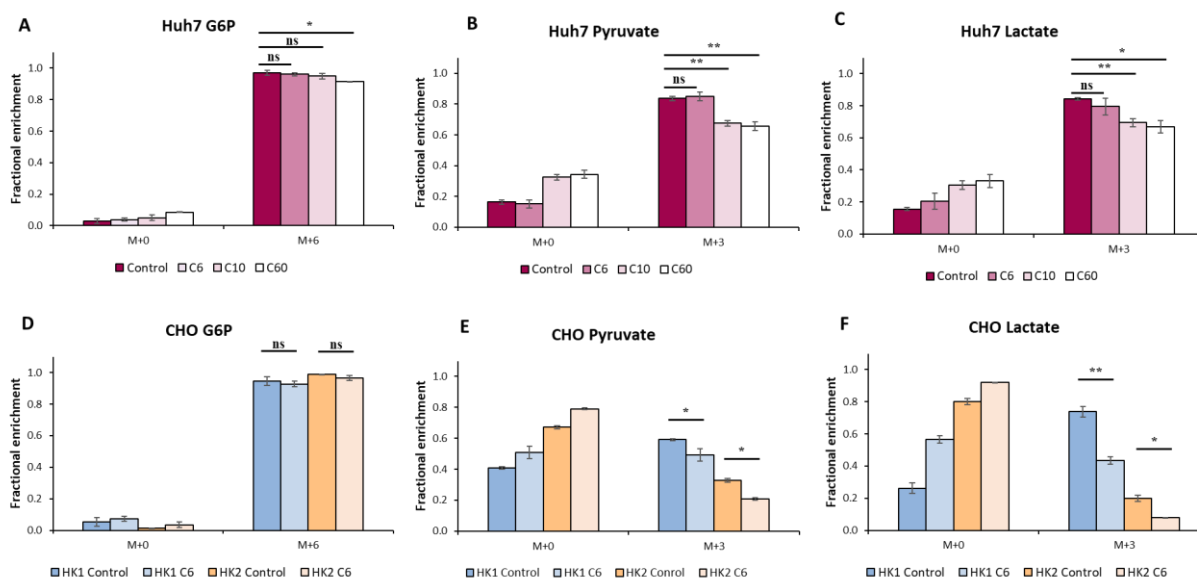 A
Huh7 G6P
Fractional enrichment
1.0
0.8
0.6
0.4
0.2
0.0
*
ns
ns
M+0 M+6
Control C6 C10 C60
B
Huh7 Pyruvate
Fractional enrichment
1.0
0.8
0.6
0.4
0.2
0.0
**
**
ns
M+0 M+3
Control C6 C10 C60
C
Huh7 Lactate
Fractional enrichment
1.0
0.8
0.6
0.4
0.2
0.0
*
**
ns
M+0 M+3
Control C6 C10 C60
D
CHO G6P
Fractional enrichment
1.0
0.8
0.6
0.4
0.2
0.0
ns ns
M+0 M+6
HK1 Control HK1 C6 HK2 Control HK2 C6
E
CHO Pyruvate
Fractional enrichment
1.0
0.8
0.6
0.4
0.2
0.0
*
*
M+0 M+3
HK1 Control HK1 C6 HK2 Conrol HK2 C6
F
CHO Lactate
Fractional enrichment
1.0
0.8
0.6
0.4
0.2
0.0
**
*
M+0 M+3
HK1 Control HK1 C6 HK2 Control HK2 C6